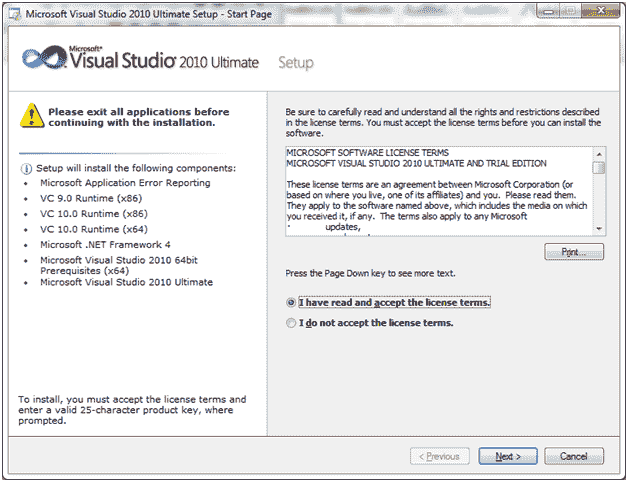 Microsoft Visual Studio 2010 Ultimate Setup - Start Page
Microsoft®
Visual Studio® 2010 Ultimate Setup
Please exit all applications before
continuing with the installation.
Setup will install the following components:
• Microsoft Application Error Reporting
• VC 9.0 Runtime (x86)
• VC 10.0 Runtime (x86)
• VC 10.0 Runtime (x64)
• Microsoft .NET Framework 4
• Microsoft Visual Studio 2010 64bit
Prerequisites (x64)
• Microsoft Visual Studio 2010 Ultimate
To install, you must accept the license terms and
enter a valid 25-character product key, where
prompted.
Be sure to carefully read and understand all the rights and restrictions described
in the license terms. You must accept the license terms before you can install the
software.
MICROSOFT SOFTWARE LICENSE TERMS
MICROSOFT VISUAL STUDIO 2010 ULTIMATE AND TRIAL EDITION
These license terms are an agreement between Microsoft Corporation (or
based on where you live, one of its affiliates) and you. Please read them.
They apply to the software named above, which includes the media on which
you received it, if any. The terms also apply to any Microsoft
· updates,
Print...
Press the Page Down key to see more text.
I have read and accept the license terms.
I do not accept the license terms.
< Previous
Next >
Cancel